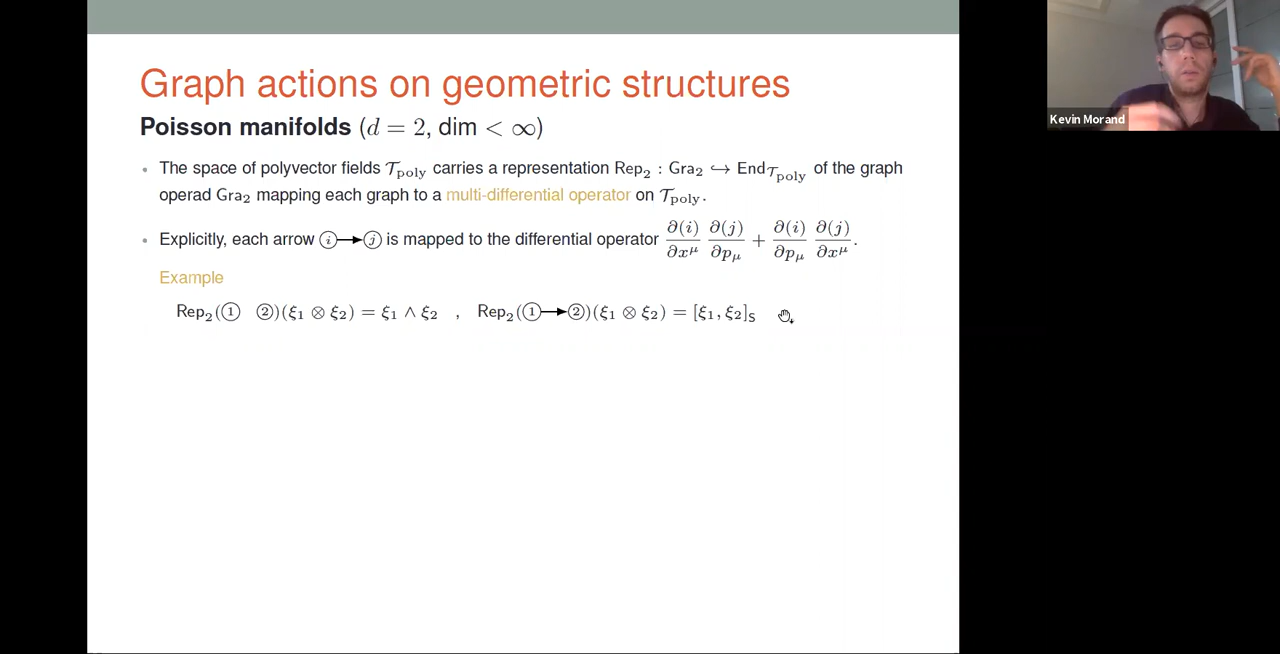 Graph actions on geometric structures
Poisson manifolds (d = 2, dim < ∞)
• The space of polyvector fields 𝒯poly carries a representation Rep₂ : Gra₂ ↪ End𝒯poly of the graph
operad Gra₂ mapping each graph to a multi-differential operator on 𝒯poly.
• Explicitly, each arrow ⓘ→ⓙ is mapped to the differential operator ∂(i)/∂x^μ ∂(j)/∂p_μ + ∂(i)/∂p_μ ∂(j)/∂x^μ.
Example
Rep₂(① ②)(ξ₁ ⊗ ξ₂) = ξ₁ ∧ ξ₂ , Rep₂(①→②)(ξ₁ ⊗ ξ₂) = [ξ₁, ξ₂]_S
Kevin Morand